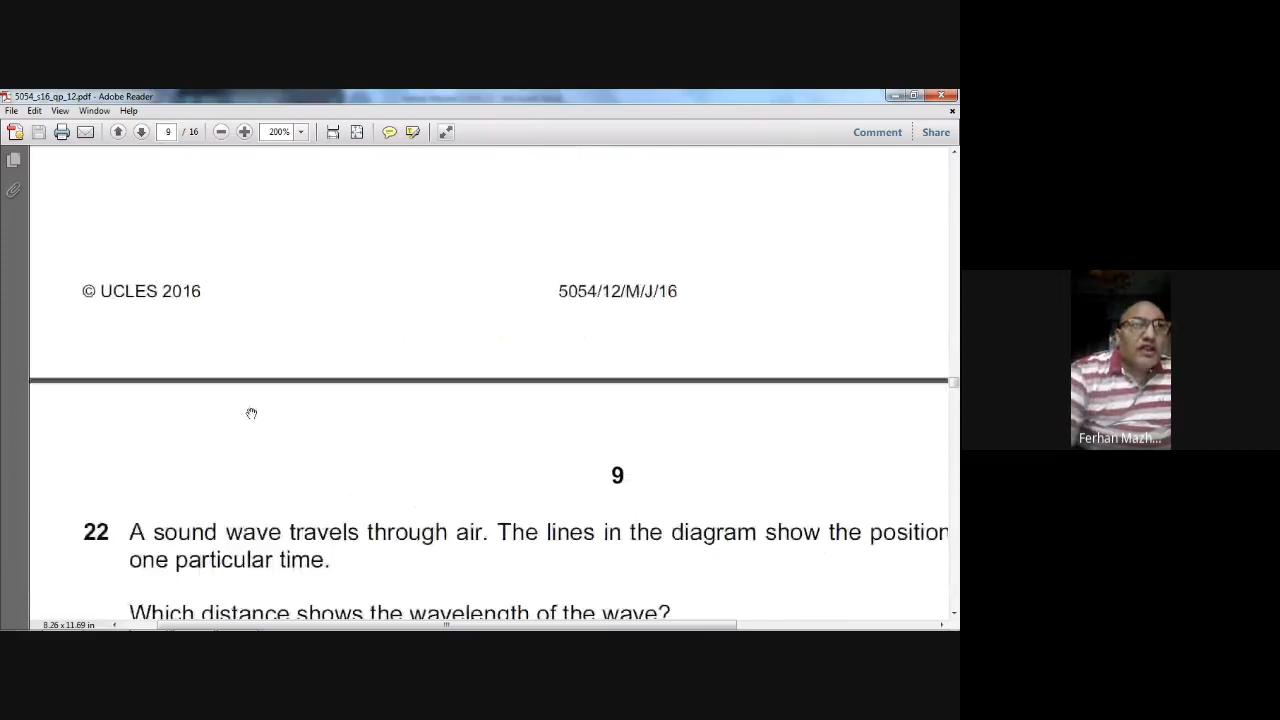 5054_s16_qp_12.pdf - Adobe Reader
File Edit View Window Help
9 / 16 200% Comment Share
© UCLES 2016 5054/12/M/J/16
9
22 A sound wave travels through air. The lines in the diagram show the position
one particular time.
Which distance shows the wavelength of the wave?
8.26 x 11.69 in
Ferhan Mazh...